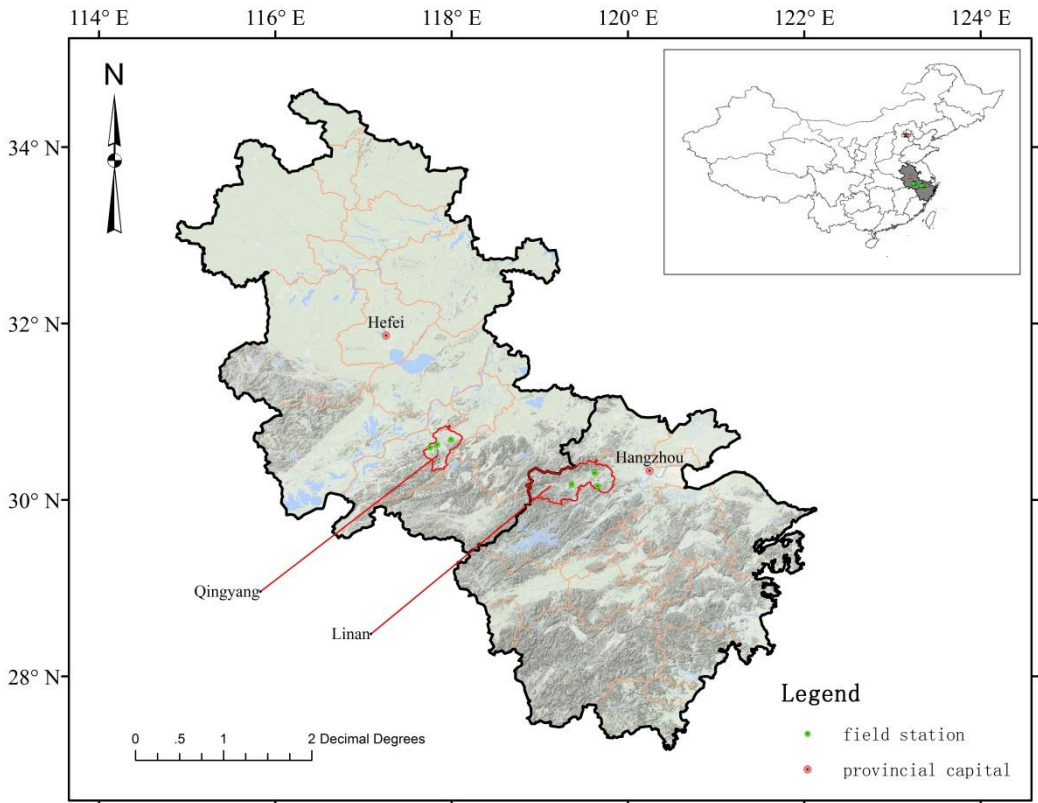 114° E 116° E 118° E 120° E 122° E 124° E
N
34° N
32° N
Hefei
Hangzhou
30° N
Qingyang
Linan
28° N
Legend
field station
provincial capital
0 .5 1 2 Decimal Degrees